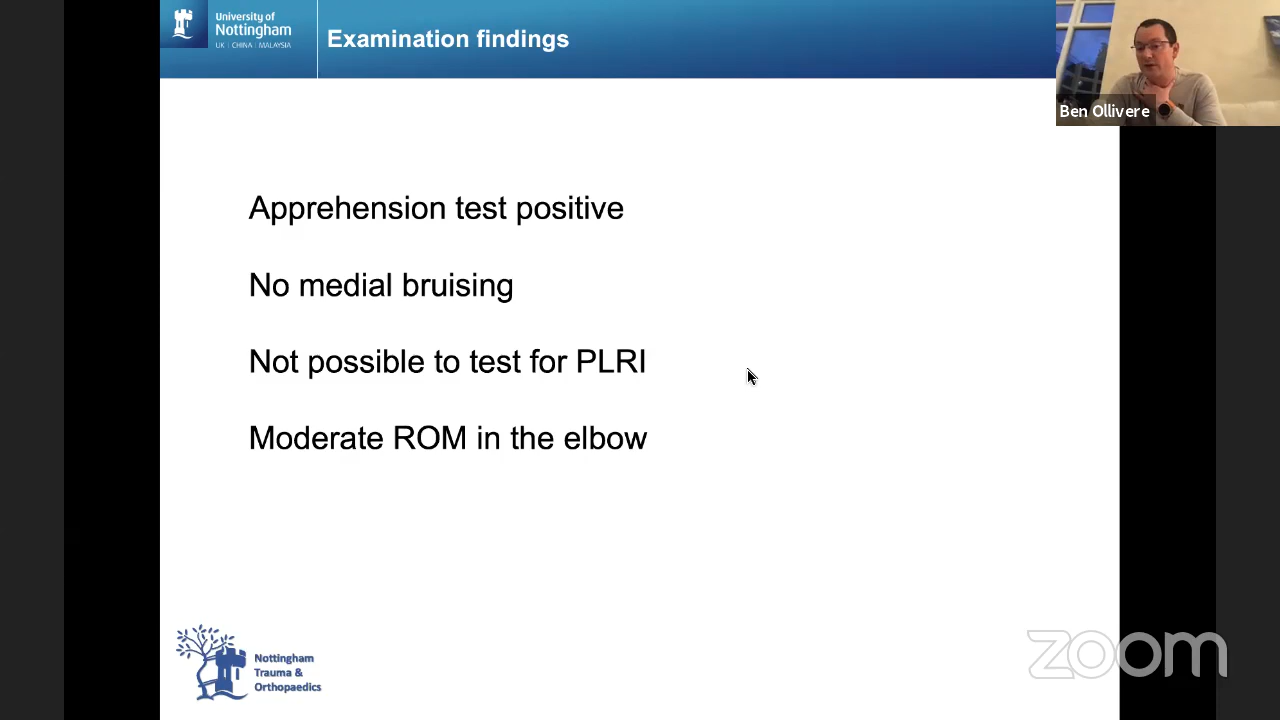 University of
Nottingham
UK | CHINA | MALAYSIA
Examination findings
Ben Ollivere
Apprehension test positive
No medial bruising
Not possible to test for PLRI
Moderate ROM in the elbow
Nottingham
Trauma &
Orthopaedics
zoom